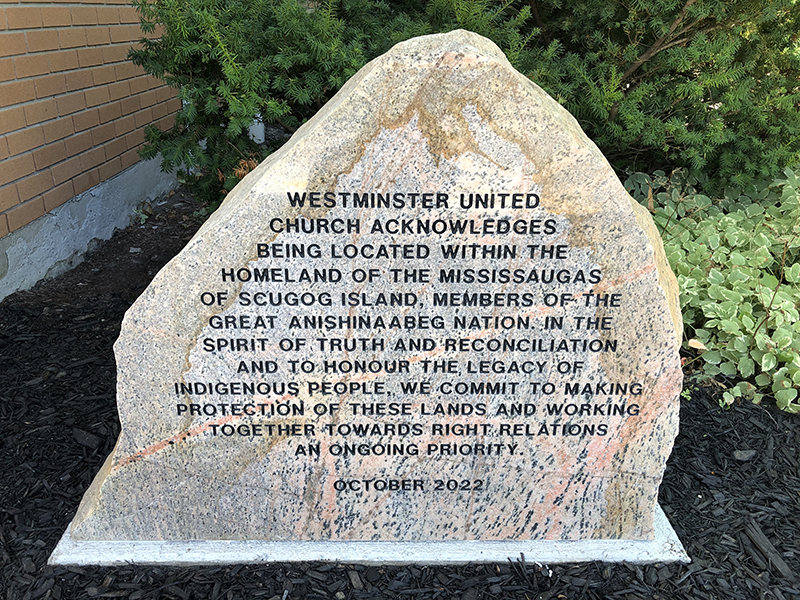 WESTMINSTER UNITED
CHURCH ACKNOWLEDGES
BEING LOCATED WITHIN THE
HOMELAND OF THE MISSISSAUGAS
OF SCUGOG ISLAND, MEMBERS OF THE
GREAT ANISHINAABEG NATION. IN THE
SPIRIT OF TRUTH AND RECONCILIATION
AND TO HONOUR THE LEGACY OF
INDIGENOUS PEOPLE, WE COMMIT TO MAKING
PROTECTION OF THESE LANDS AND WORKING
TOGETHER TOWARDS RIGHT RELATIONS
AN ONGOING PRIORITY.
OCTOBER 2022